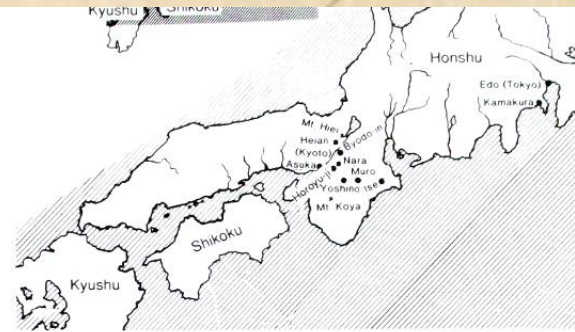 Kyushu
Shikoku
Honshu
Edo (Tokyo)
Kamakura
Mt. Hiei
Heian
(Kyoto)
Byodo-in
Asuka
Nara
Horoyu-ji
Muro
Yoshino Ise
Mt. Koya
Shikoku
Kyushu